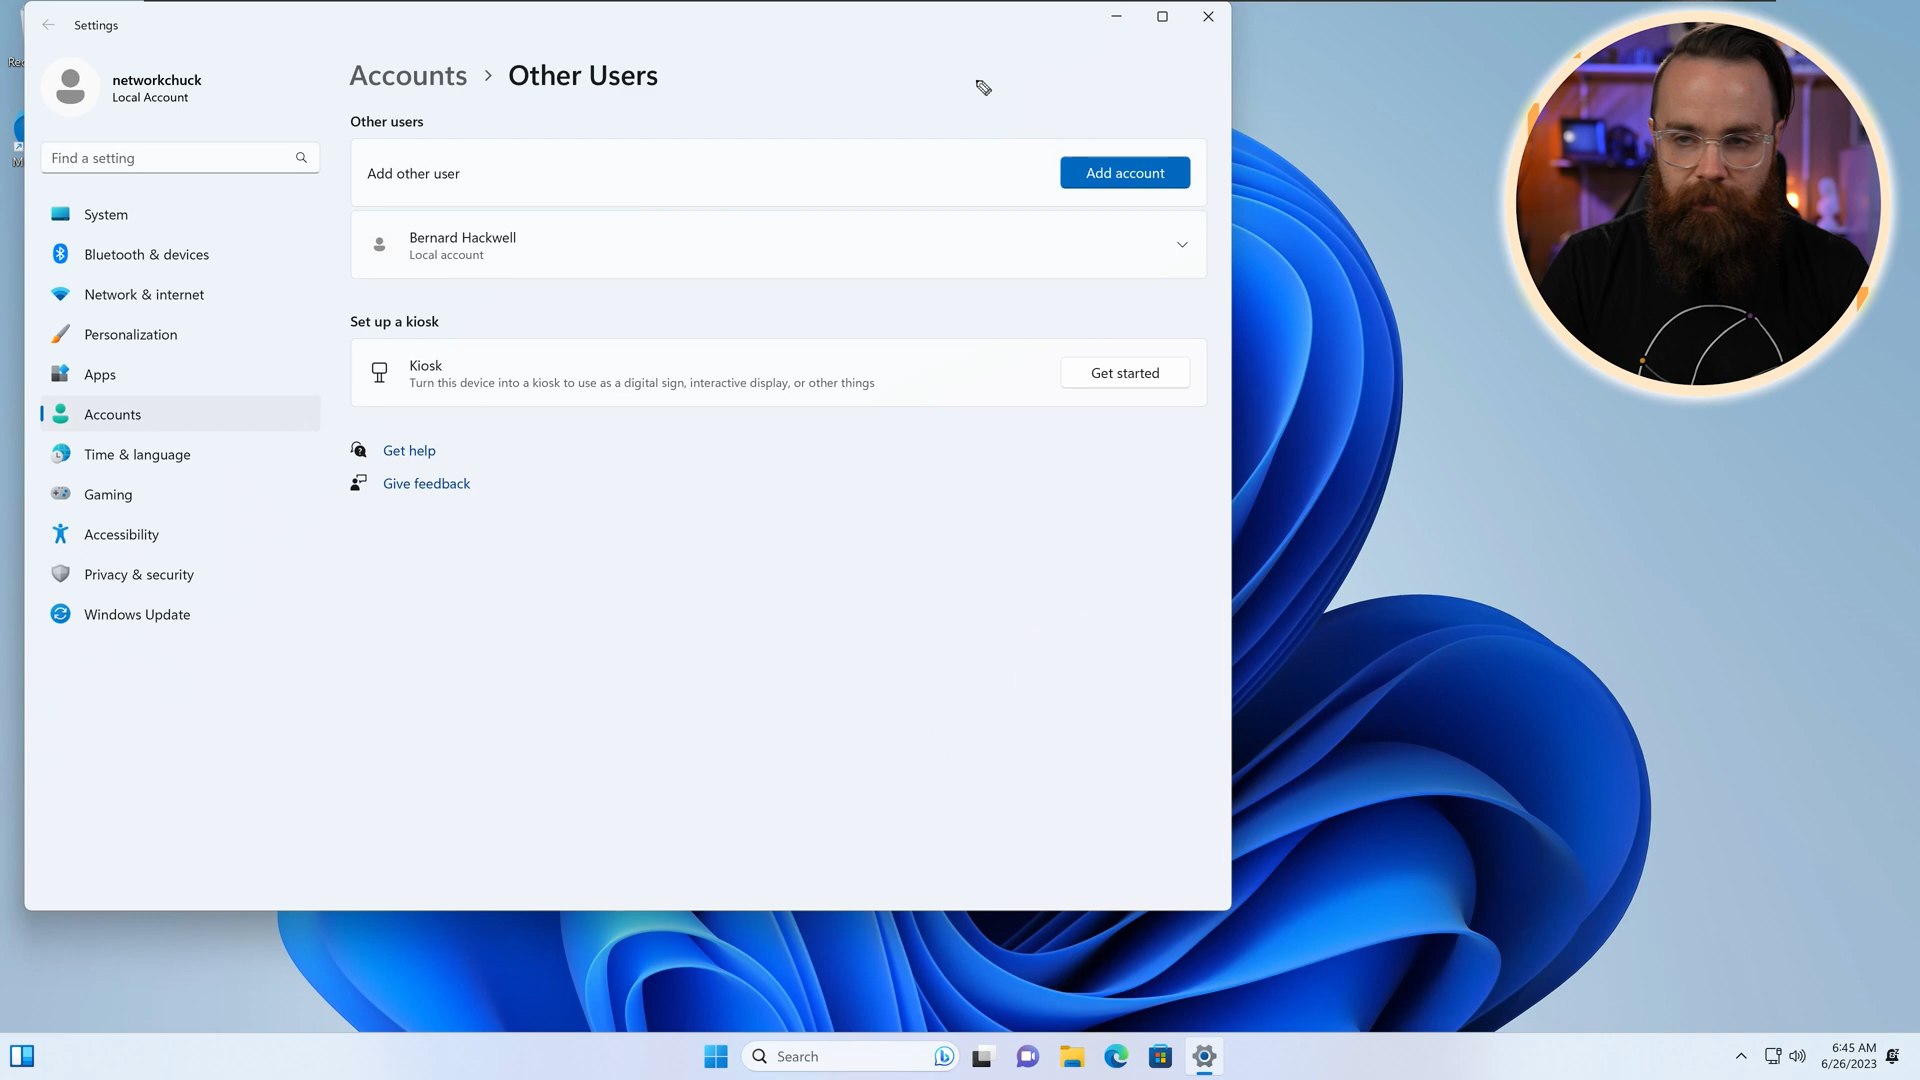 Settings
networkchuck
Local Account
Find a setting
System
Bluetooth & devices
Network & internet
Personalization
Apps
Accounts
Time & language
Gaming
Accessibility
Privacy & security
Windows Update
Accounts > Other Users
Other users
Add other user
Add account
Bernard Hackwell
Local account
Set up a kiosk
Kiosk
Turn this device into a kiosk to use as a digital sign, interactive display, or other things
Get started
Get help
Give feedback
Search
6:45 AM
6/26/2023